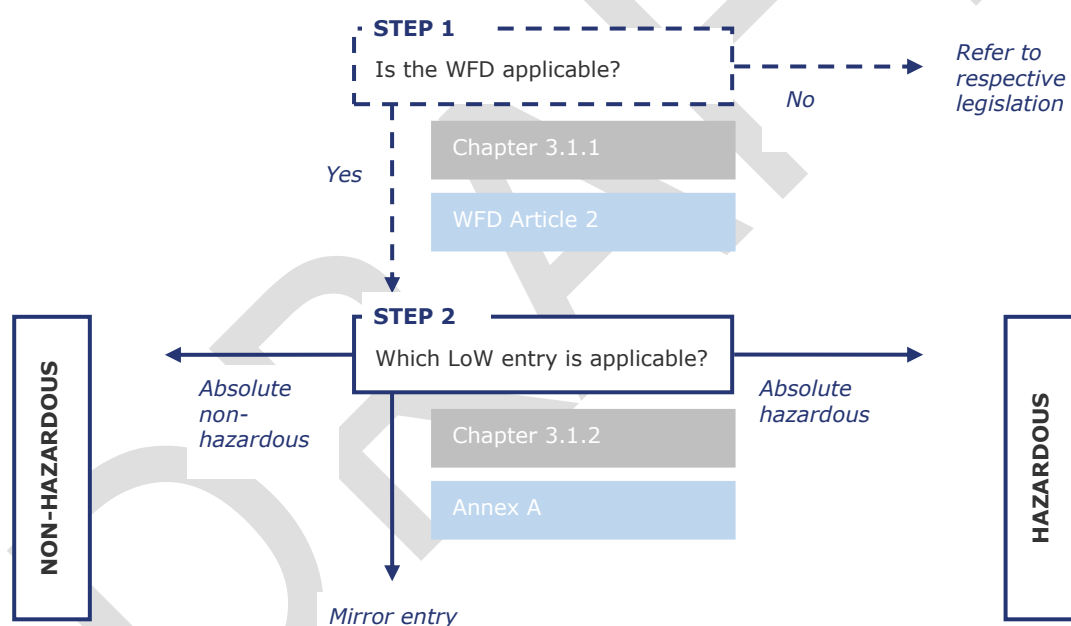 STEP 1
Is the WFD applicable?
Refer to
respective
legislation
No
Chapter 3.1.1
Yes
WFD Article 2
STEP 2
Which LoW entry is applicable?
Absolute
non-
hazardous
Absolute
hazardous
Chapter 3.1.2
Annex A
NON-HAZARDOUS
HAZARDOUS
Mirror entry
DRAFT